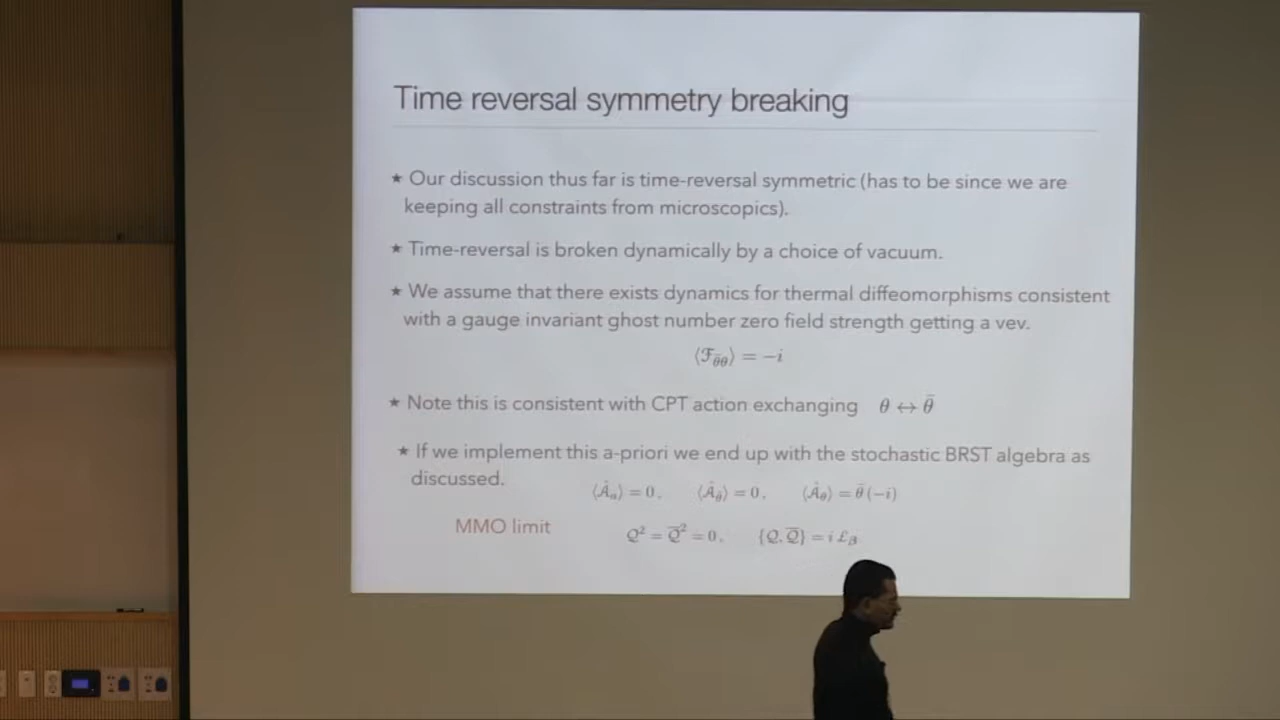 Time reversal symmetry breaking
★ Our discussion thus far is time-reversal symmetric (has to be since we are
keeping all constraints from microscopics).
★ Time-reversal is broken dynamically by a choice of vacuum.
★ We assume that there exists dynamics for thermal diffeomorphisms consistent
with a gauge invariant ghost number zero field strength getting a vev.
⟨ℱ_{θ̄θ}⟩ = −i
★ Note this is consistent with CPT action exchanging θ ↔ θ̄
★ If we implement this a-priori we end up with the stochastic BRST algebra as
discussed.
⟨Å_a⟩ = 0, ⟨Å_θ̄⟩ = 0, ⟨Å_θ⟩ = θ̄ (−i)
MMO limit
𝒬² = 𝒬̄² = 0, {𝒬, 𝒬̄} = i £_β